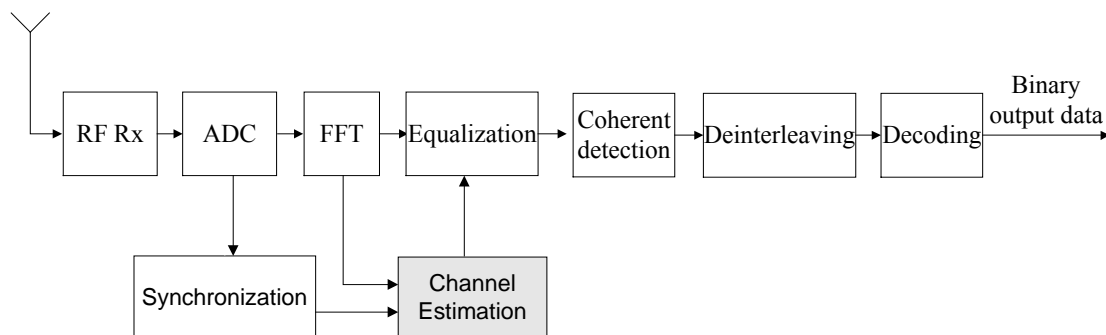 RF Rx
ADC
FFT
Equalization
Coherent
detection
Deinterleaving
Decoding
Binary
output data
Synchronization
Channel
Estimation